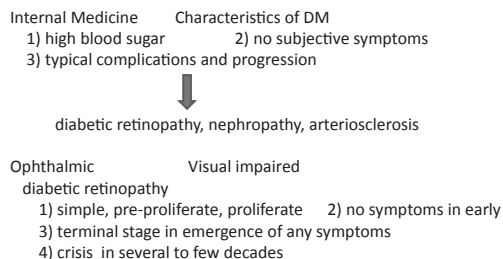 Internal Medicine Characteristics of DM
1) high blood sugar 2) no subjective symptoms
3) typical complications and progression
diabetic retinopathy, nephropathy, arteriosclerosis
Ophthalmic Visual impaired
diabetic retinopathy
1) simple, pre-proliferate, proliferate 2) no symptoms in early
3) terminal stage in emergence of any symptoms
4) crisis in several to few decades